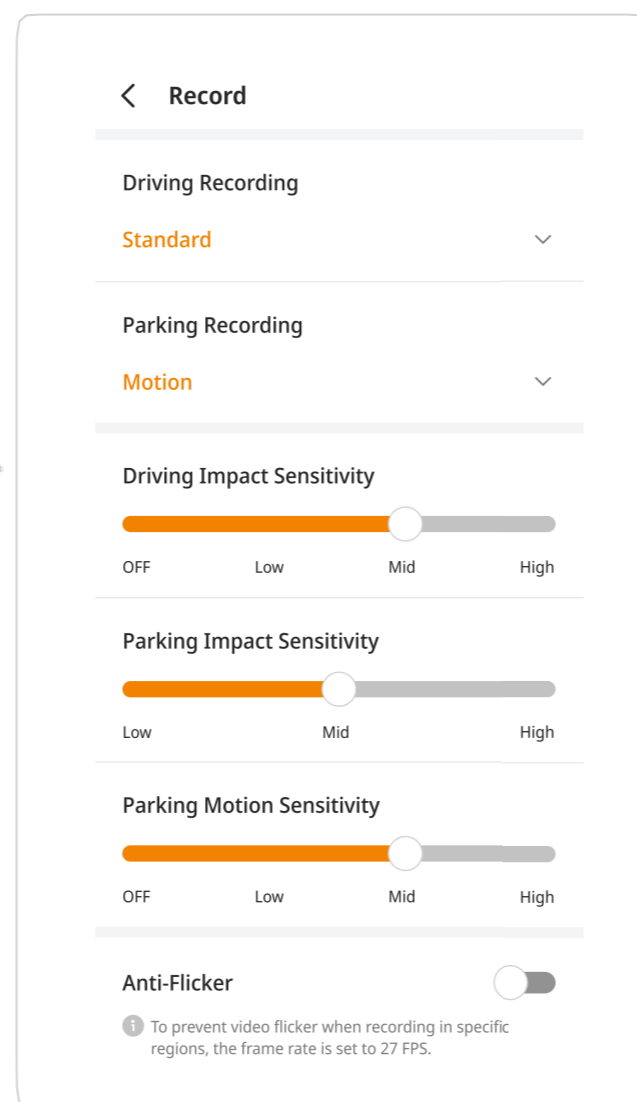 Record
Driving Recording
Standard
Parking Recording
Motion
Driving Impact Sensitivity
OFF Low Mid High
Parking Impact Sensitivity
Low Mid High
Parking Motion Sensitivity
OFF Low Mid High
Anti-Flicker
To prevent video flicker when recording in specific
regions, the frame rate is set to 27 FPS.